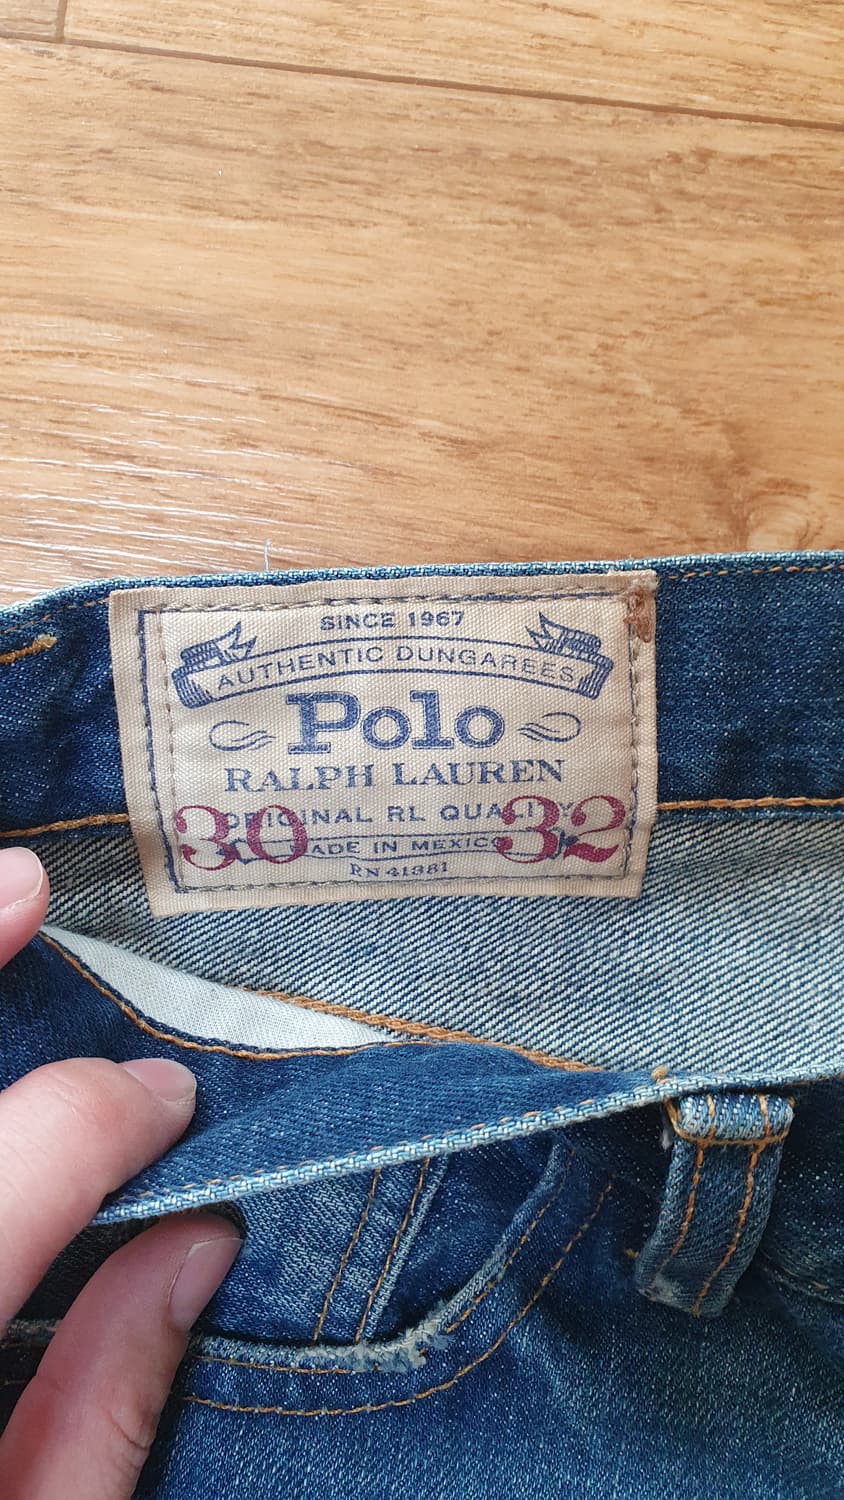 SINCE 1967
AUTHENTIC DUNGAREES
Polo
RALPH LAUREN
ORIGINAL RL QUALITY
30 32
MADE IN MEXICO
RN 41381